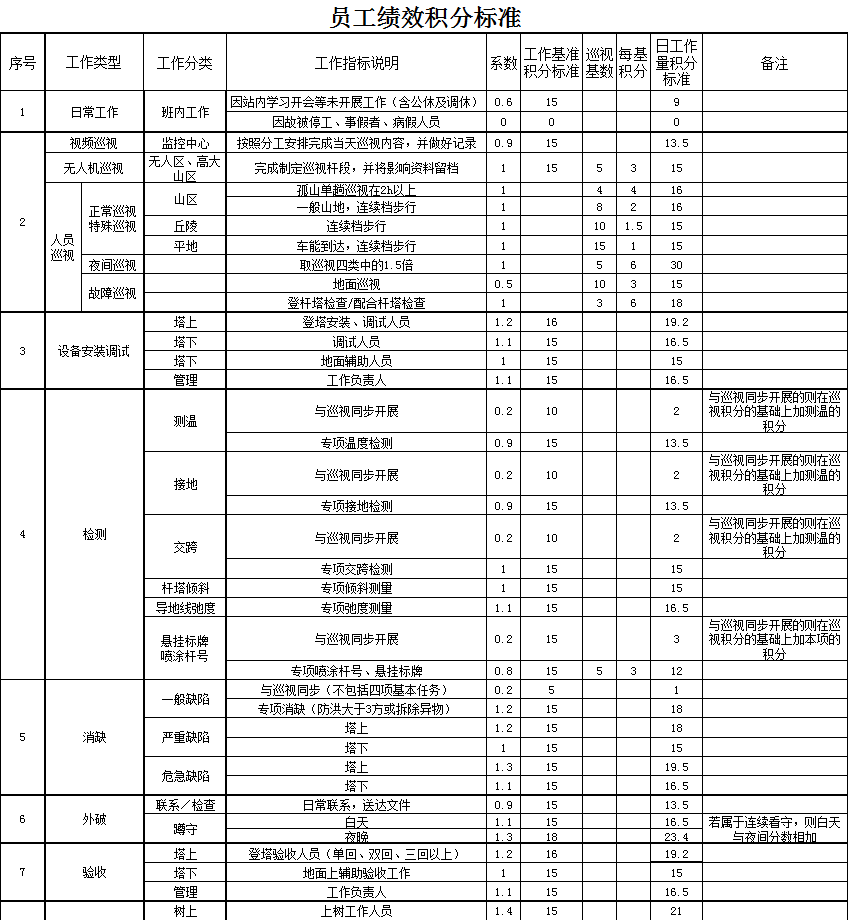 员工绩效积分标准
序号 工作类型 工作分类 工作指标说明 系数 工作基准积分标准 巡视基数 每基积分 日工作量积分标准 备注
1 日常工作 班内工作 因站内学习开会等未开展工作（含公休及调休） 0.6 15 9
因故被停工、事假者、病假人员 0 0 0
2 视频巡视 监控中心 按照分工安排完成当天巡视内容，并做好记录 0.9 15 13.5
无人机巡视 无人区、高大山区 完成制定巡视杆段，并将影响资料留档 1 15 5 3 15
人员巡视 正常巡视特殊巡视 山区 孤山单趟巡视在2h以上 1 4 4 16
一般山地，连续档步行 1 8 2 16
丘陵 连续档步行 1 10 1.5 15
平地 车能到达，连续档步行 1 15 1 15
夜间巡视 取巡视四类中的1.5倍 1 5 6 30
故障巡视 地面巡视 0.5 10 3 15
登杆塔检查/配合杆塔检查 1 3 6 18
3 设备安装调试 塔上 登塔安装、调试人员 1.2 16 19.2
塔下 调试人员 1.1 15 16.5
塔下 地面辅助人员 1 15 15
管理 工作负责人 1.1 15 16.5
4 检测 测温 与巡视同步开展 0.2 10 2 与巡视同步开展的则在巡视积分的基础上加测温的积分
专项温度检测 0.9 15 13.5
接地 与巡视同步开展 0.2 10 2 与巡视同步开展的则在巡视积分的基础上加测温的积分
专项接地检测 0.9 15 13.5
交跨 与巡视同步开展 0.2 10 2 与巡视同步开展的则在巡视积分的基础上加测温的积分
专项交跨检测 1 15 15
杆塔倾斜 专项倾斜测量 1 15 15
导地线弛度 专项弛度测量 1.1 15 16.5
悬挂标牌喷涂杆号 与巡视同步开展 0.2 15 3 与巡视同步开展的则在巡视积分的基础上加本项的积分
专项喷涂杆号、悬挂标牌 0.8 15 5 3 12
5 消缺 一般缺陷 与巡视同步（不包括四项基本任务） 0.2 5 1
专项消缺（防洪大于3方或拆除异物） 1.2 15 18
严重缺陷 塔上 1.2 15 18
塔下 1 15 15
危急缺陷 塔上 1.3 15 19.5
塔下 1.1 15 16.5
6 外破 联系／检查 日常联系，送达文件 0.9 15 13.5
蹲守 白天 1.1 15 16.5 若属于连续看守，则白天与夜间分数相加
夜晚 1.3 18 23.4
7 验收 塔上 登塔验收人员（单回、双回、三回以上） 1.2 16 19.2
塔下 地面上辅助验收工作 1 15 15
管理 工作负责人 1.1 15 16.5
树上 上树工作人员 1.4 15 21